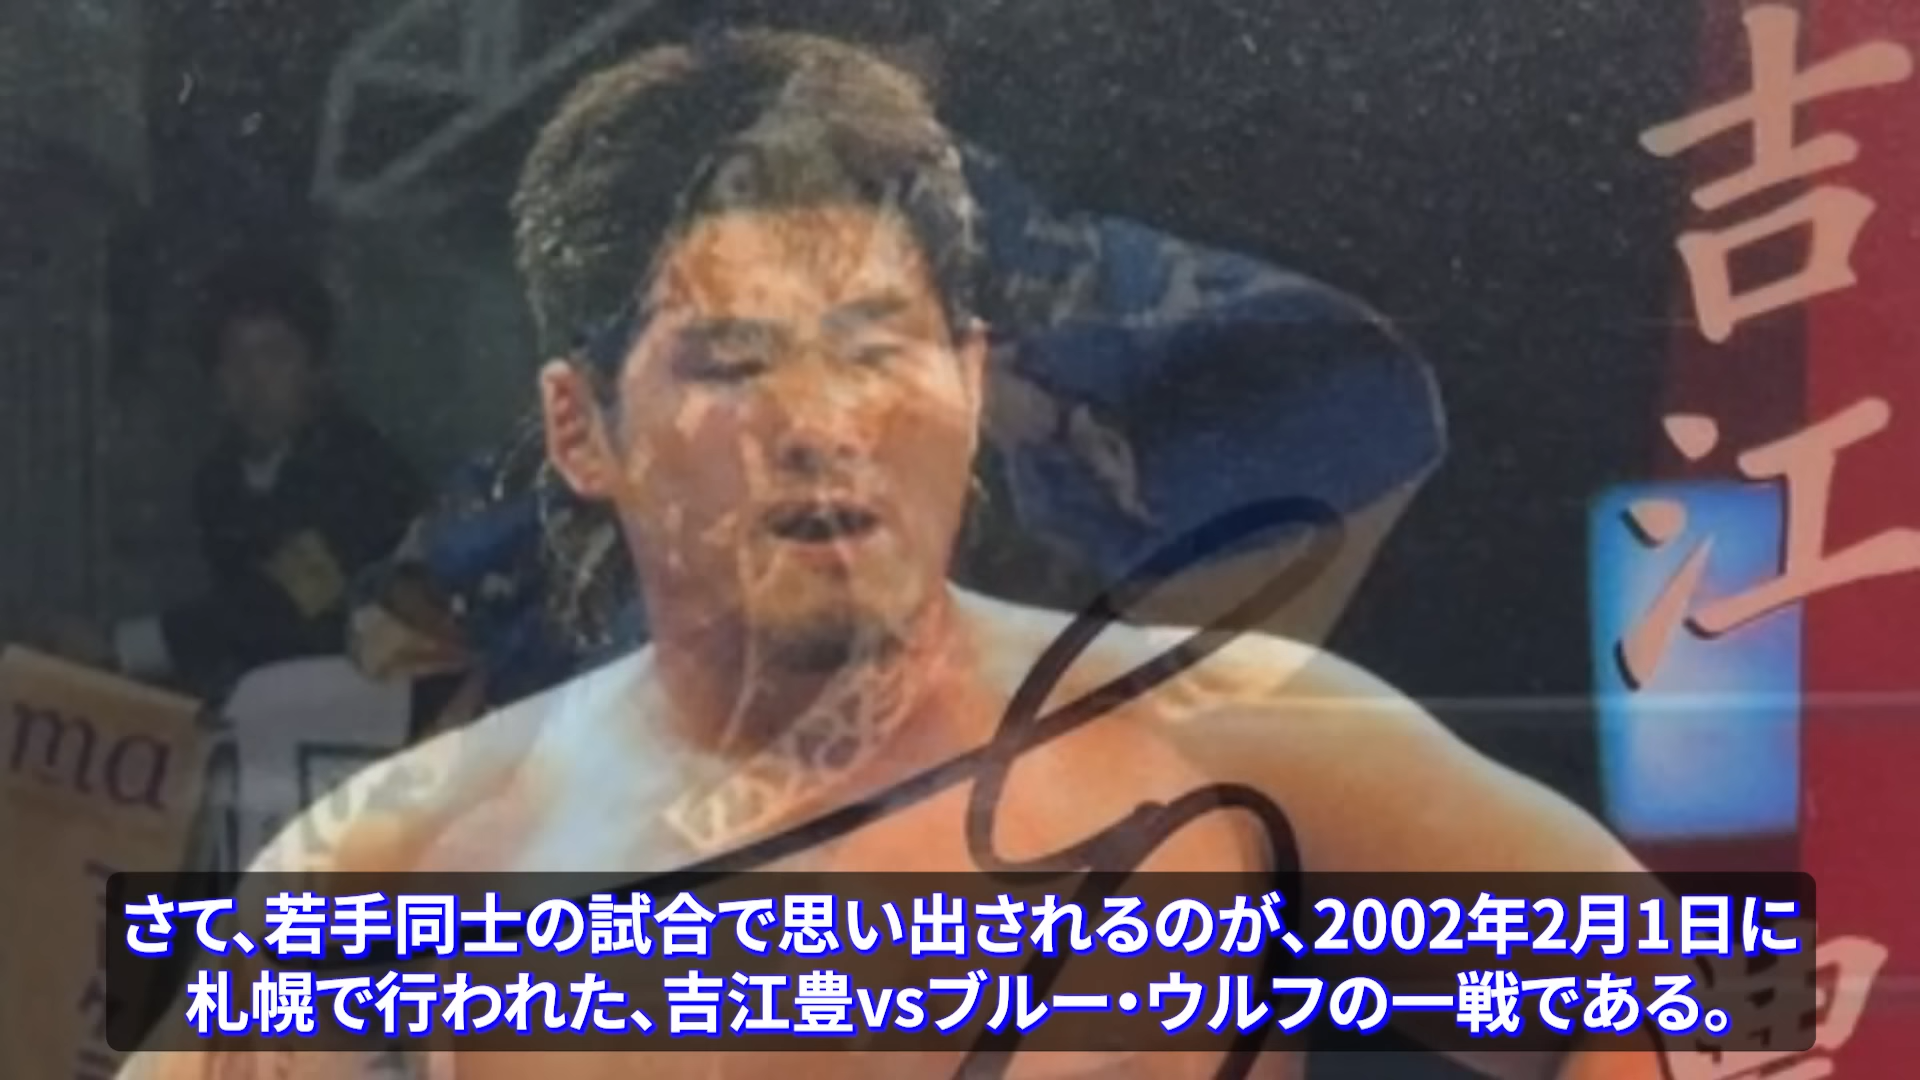 吉江豊
ma
さて、若手同士の試合で思い出されるのが、2002年2月1日に
札幌で行われた、吉江豊vsブルー・ウルフの一戦である。